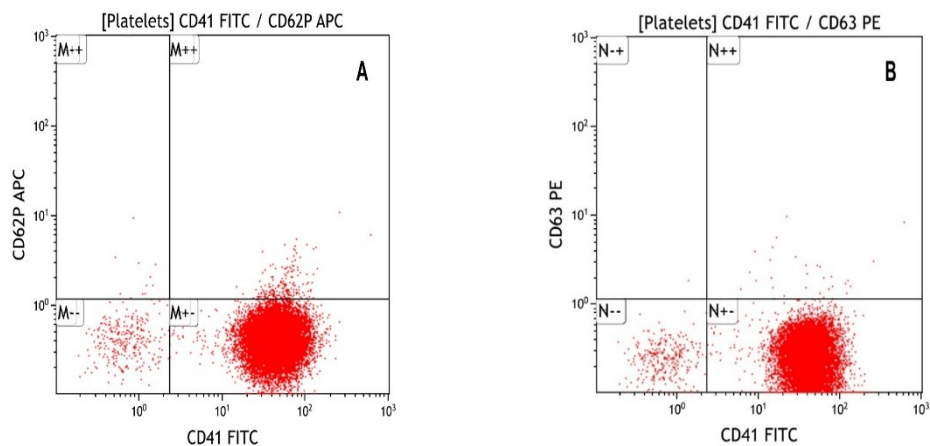 [Platelets] CD41 FITC / CD62P APC
A
M-+
M++
M--
M+-
10³
10²
10¹
10⁰
CD62P APC
10⁰
10¹
10²
10³
CD41 FITC
[Platelets] CD41 FITC / CD63 PE
B
N-+
N++
N--
N+-
10³
10²
10¹
10⁰
CD63 PE
10⁰
10¹
10²
10³
CD41 FITC